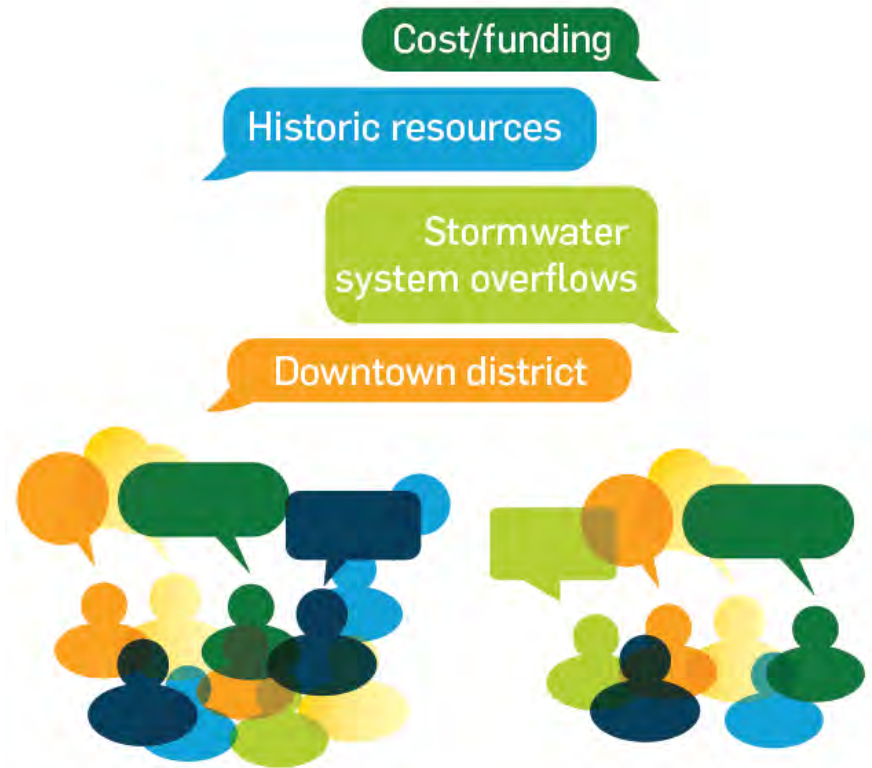 Cost/funding
Historic resources
Stormwater
system overflows
Downtown district